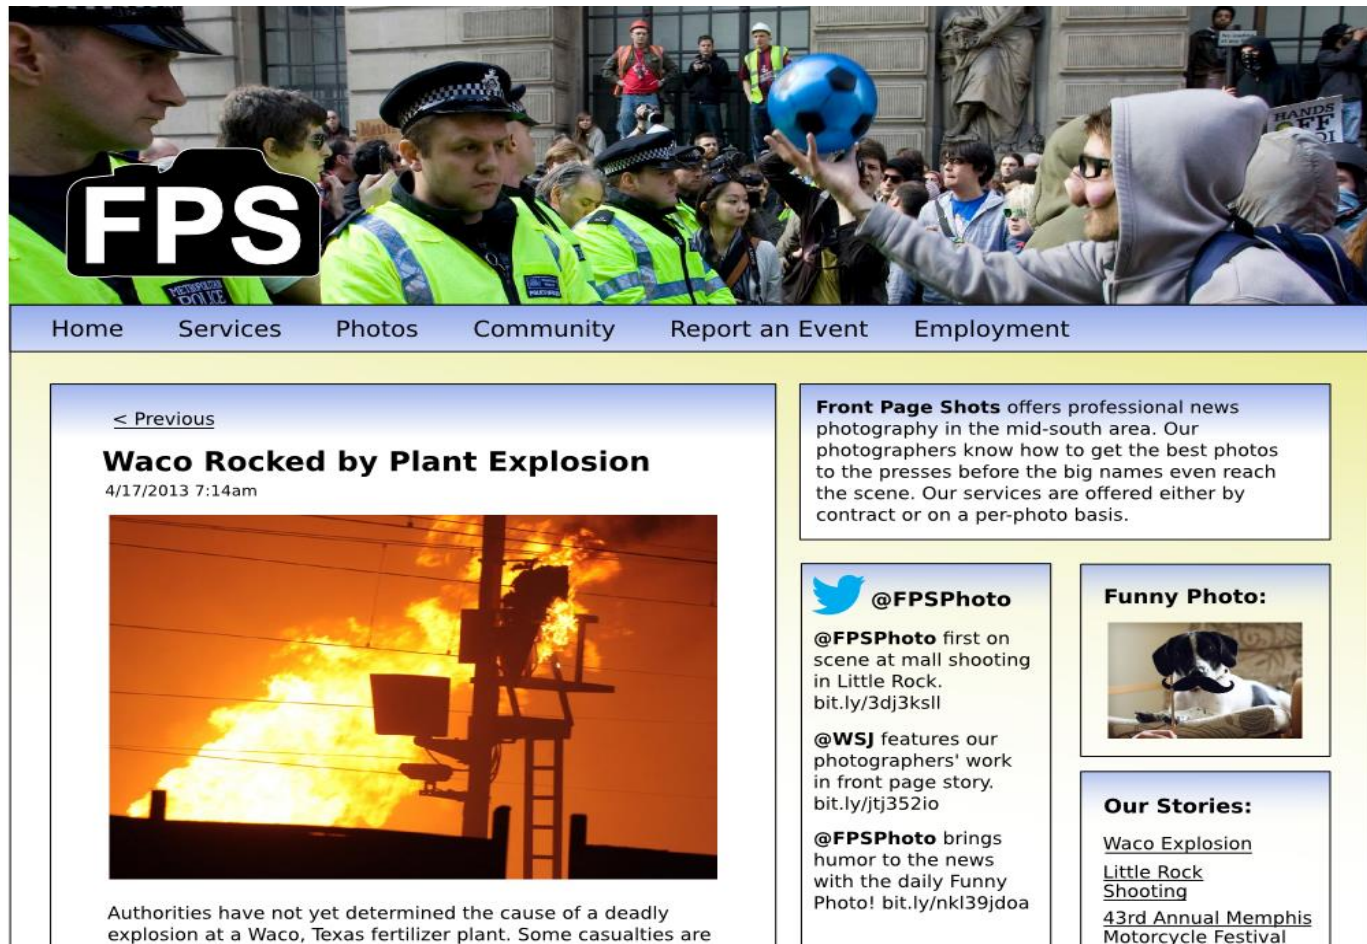 FPS
METROPOLITAN
POLICE
HANDS
OFF
Home Services Photos Community Report an Event Employment
< Previous
Waco Rocked by Plant Explosion
4/17/2013 7:14am
Authorities have not yet determined the cause of a deadly
explosion at a Waco, Texas fertilizer plant. Some casualties are
Front Page Shots offers professional news
photography in the mid-south area. Our
photographers know how to get the best photos
to the presses before the big names even reach
the scene. Our services are offered either by
contract or on a per-photo basis.
@FPSPhoto
@FPSPhoto first on
scene at mall shooting
in Little Rock.
bit.ly/3dj3ksll
@WSJ features our
photographers' work
in front page story.
bit.ly/jtj352io
@FPSPhoto brings
humor to the news
with the daily Funny
Photo! bit.ly/nkl39jdoa
Funny Photo:
Our Stories:
Waco Explosion
Little Rock
Shooting
43rd Annual Memphis
Motorcycle Festival